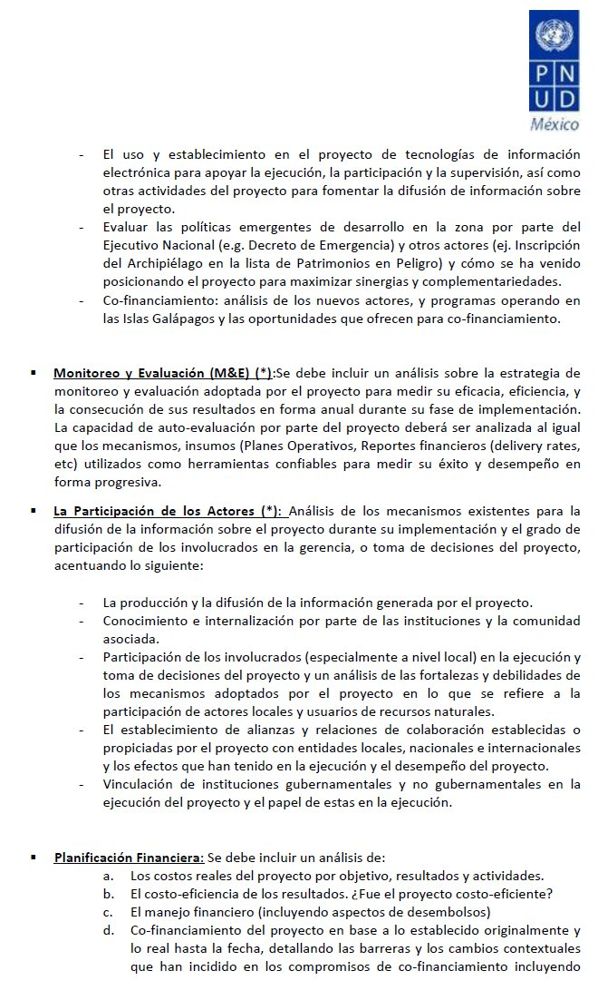 P N
U D
México
- El uso y establecimiento en el proyecto de tecnologías de información
electrónica para apoyar la ejecución, la participación y la supervisión, así como
otras actividades del proyecto para fomentar la difusión de información sobre
el proyecto.
- Evaluar las políticas emergentes de desarrollo en la zona por parte del
Ejecutivo Nacional (e.g. Decreto de Emergencia) y otros actores (ej. Inscripción
del Archipiélago en la lista de Patrimonios en Peligro) y cómo se ha venido
posicionando el proyecto para maximizar sinergias y complementariedades.
- Co-financiamiento: análisis de los nuevos actores, y programas operando en
las Islas Galápagos y las oportunidades que ofrecen para co-financiamiento.
▪ Monitoreo y Evaluación (M&E) (*):Se debe incluir un análisis sobre la estrategia de
monitoreo y evaluación adoptada por el proyecto para medir su eficacia, eficiencia, y
la consecución de sus resultados en forma anual durante su fase de implementación.
La capacidad de auto-evaluación por parte del proyecto deberá ser analizada al igual
que los mecanismos, insumos (Planes Operativos, Reportes financieros (delivery rates,
etc) utilizados como herramientas confiables para medir su éxito y desempeño en
forma progresiva.
▪ La Participación de los Actores (*): Análisis de los mecanismos existentes para la
difusión de la información sobre el proyecto durante su implementación y el grado de
participación de los involucrados en la gerencia, o toma de decisiones del proyecto,
acentuando lo siguiente:
- La producción y la difusión de la información generada por el proyecto.
- Conocimiento e internalización por parte de las instituciones y la comunidad
asociada.
- Participación de los involucrados (especialmente a nivel local) en la ejecución y
toma de decisiones del proyecto y un análisis de las fortalezas y debilidades de
los mecanismos adoptados por el proyecto en lo que se refiere a la
participación de actores locales y usuarios de recursos naturales.
- El establecimiento de alianzas y relaciones de colaboración establecidas o
propiciadas por el proyecto con entidades locales, nacionales e internacionales
y los efectos que han tenido en la ejecución y el desempeño del proyecto.
- Vinculación de instituciones gubernamentales y no gubernamentales en la
ejecución del proyecto y el papel de estas en la ejecución.
▪ Planificación Financiera: Se debe incluir un análisis de:
a. Los costos reales del proyecto por objetivo, resultados y actividades.
b. El costo-eficiencia de los resultados. ¿Fue el proyecto costo-eficiente?
c. El manejo financiero (incluyendo aspectos de desembolsos)
d. Co-financiamiento del proyecto en base a lo establecido originalmente y
lo real hasta la fecha, detallando las barreras y los cambios contextuales
que han incidido en los compromisos de co-financiamiento incluyendo